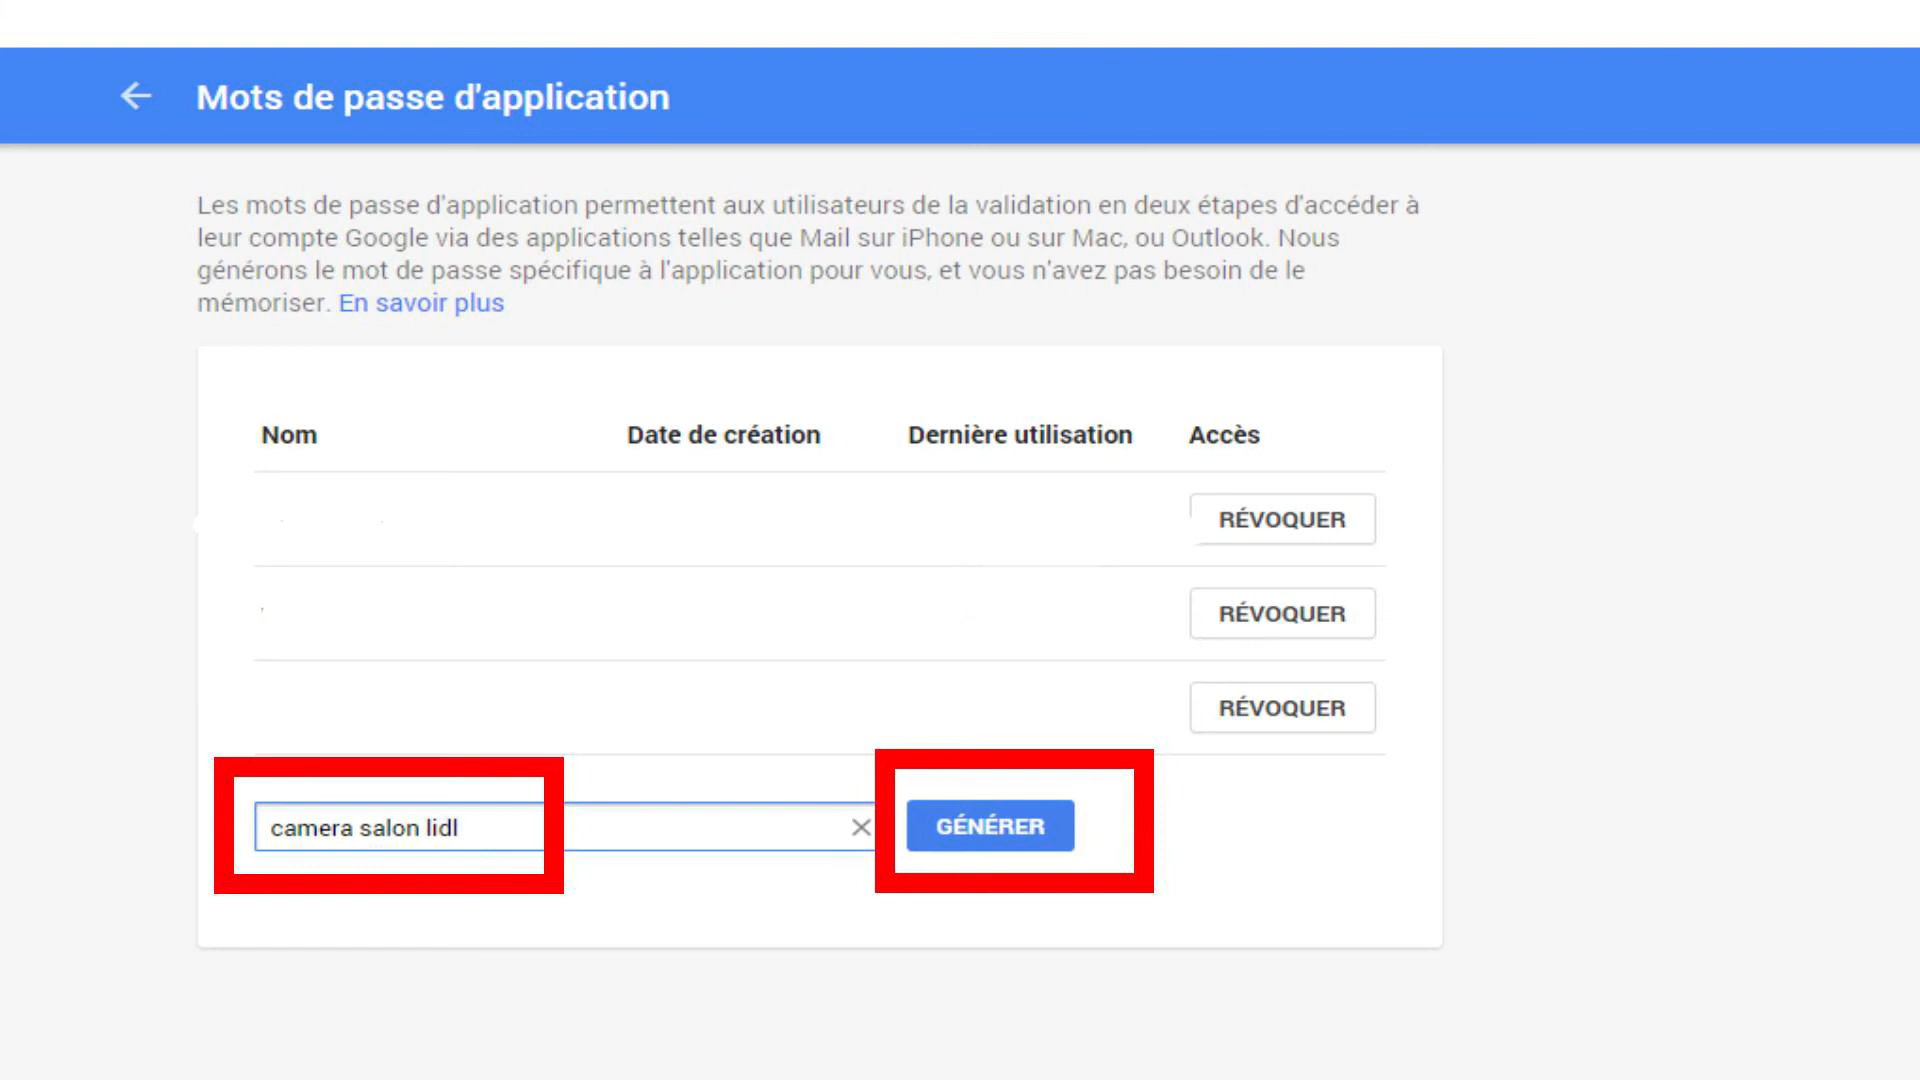 Mots de passe d'application
Les mots de passe d'application permettent aux utilisateurs de la validation en deux étapes d'accéder à
leur compte Google via des applications telles que Mail sur iPhone ou sur Mac, ou Outlook. Nous
générons le mot de passe spécifique à l'application pour vous, et vous n'avez pas besoin de le
mémoriser. En savoir plus
Nom Date de création Dernière utilisation Accès
RÉVOQUER
RÉVOQUER
RÉVOQUER
camera salon lidl GÉNÉRER